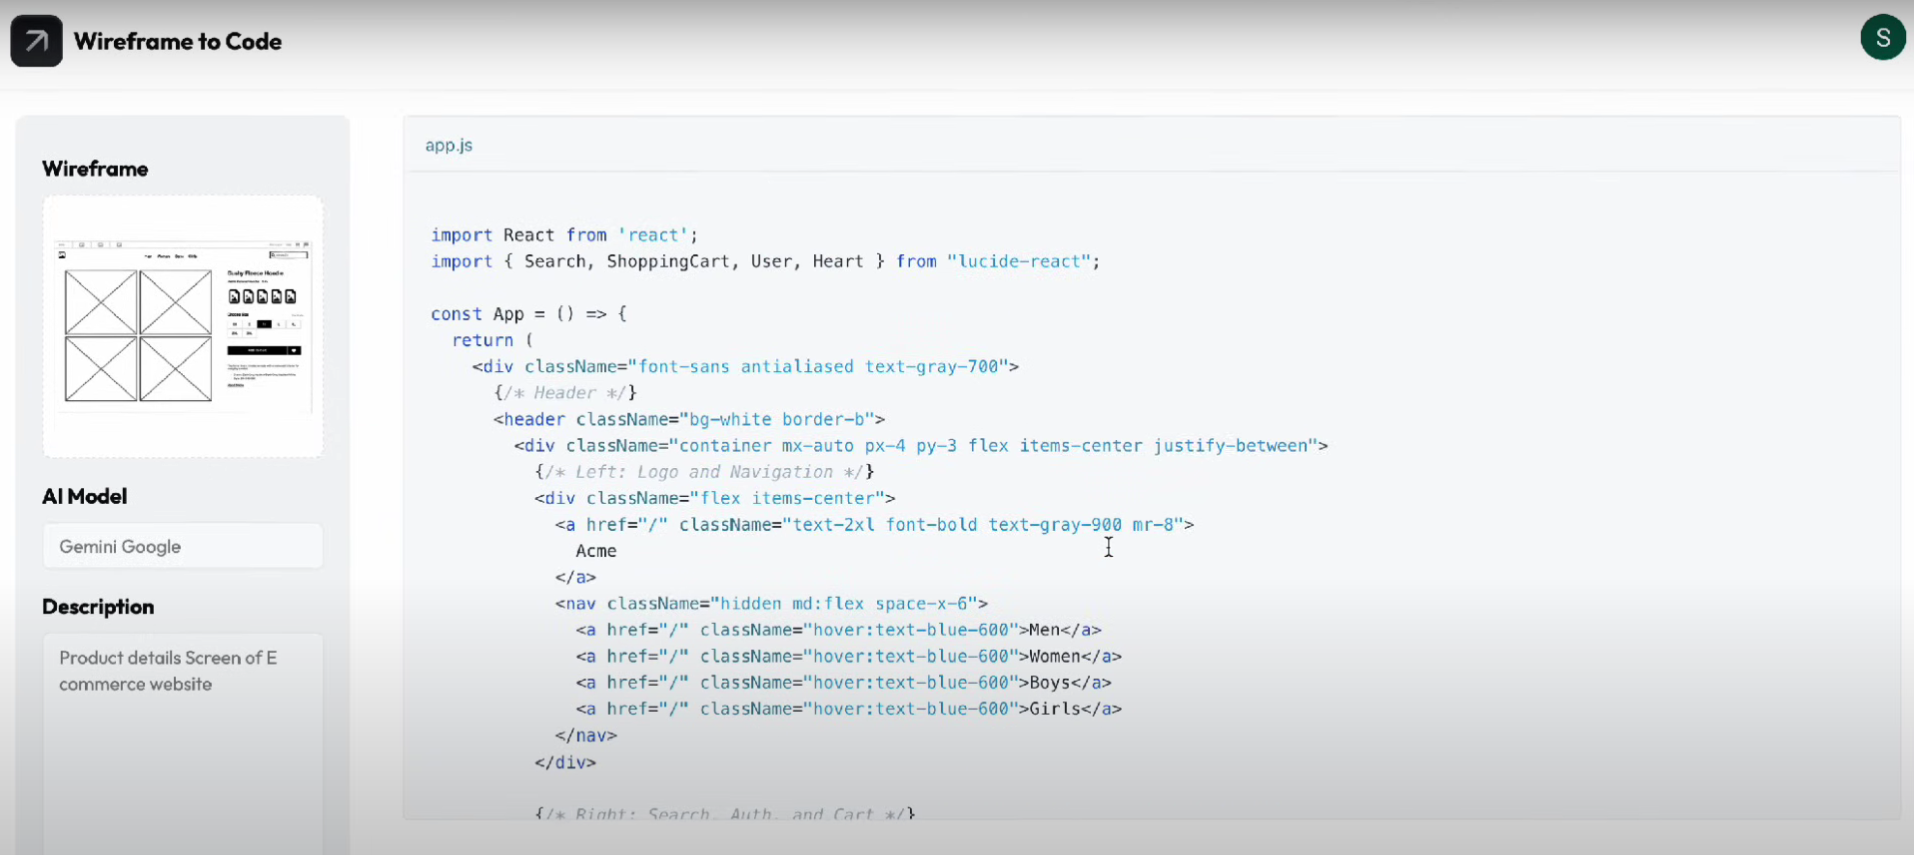 Wireframe to Code
S
Wireframe
AI Model
Gemini Google
Description
Product details Screen of E
commerce website
app.js
import React from 'react';
import { Search, ShoppingCart, User, Heart } from "lucide-react";
const App = () => {
return (
<div className="font-sans antialiased text-gray-700">
{/* Header */}
<header className="bg-white border-b">
<div className="container mx-auto px-4 py-3 flex items-center justify-between">
{/* Left: Logo and Navigation */}
<div className="flex items-center">
<a href="/" className="text-2xl font-bold text-gray-900 mr-8">
Acme
</a>
<nav className="hidden md:flex space-x-6">
<a href="/" className="hover:text-blue-600">Men</a>
<a href="/" className="hover:text-blue-600">Women</a>
<a href="/" className="hover:text-blue-600">Boys</a>
<a href="/" className="hover:text-blue-600">Girls</a>
</nav>
</div>
{/* Right: Search, Auth, and Cart */}